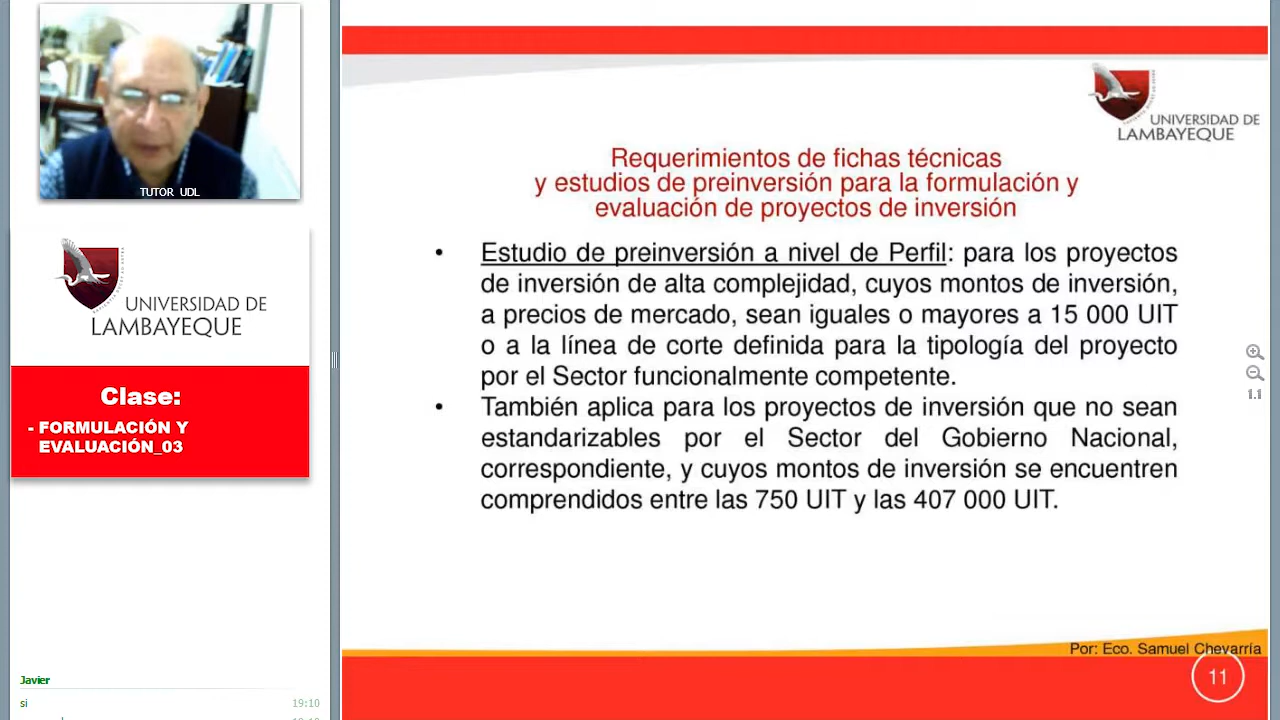 TUTOR UDL
UNIVERSIDAD DE
LAMBAYEQUE
Clase:
- FORMULACIÓN Y
EVALUACIÓN_03
Javier
si 19:10
UNIVERSIDAD DE
LAMBAYEQUE
Requerimientos de fichas técnicas
y estudios de preinversión para la formulación y
evaluación de proyectos de inversión
• Estudio de preinversión a nivel de Perfil: para los proyectos
de inversión de alta complejidad, cuyos montos de inversión,
a precios de mercado, sean iguales o mayores a 15 000 UIT
o a la línea de corte definida para la tipología del proyecto
por el Sector funcionalmente competente.
• También aplica para los proyectos de inversión que no sean
estandarizables por el Sector del Gobierno Nacional,
correspondiente, y cuyos montos de inversión se encuentren
comprendidos entre las 750 UIT y las 407 000 UIT.
Por: Eco. Samuel Chevarría
11
1.1